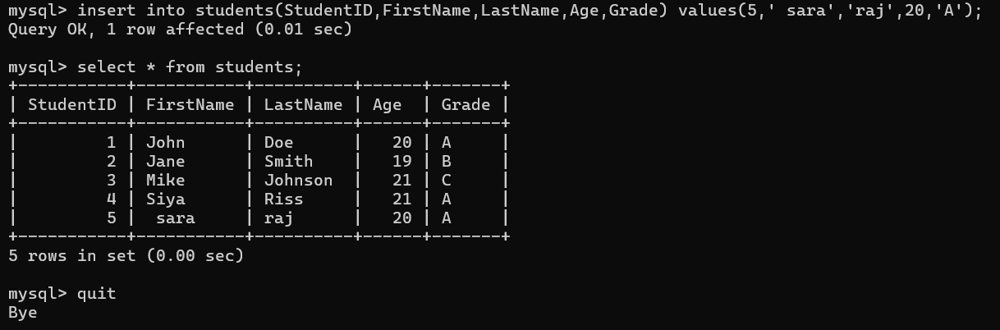 mysql> insert into students(StudentID,FirstName,LastName,Age,Grade) values(5,' sara','raj',20,'A');
Query OK, 1 row affected (0.01 sec)

mysql> select * from students;
+-----------+-----------+----------+------+-------+
| StudentID | FirstName | LastName | Age  | Grade |
+-----------+-----------+----------+------+-------+
|         1 | John      | Doe      |   20 | A     |
|         2 | Jane      | Smith    |   19 | B     |
|         3 | Mike      | Johnson  |   21 | C     |
|         4 | Siya      | Riss     |   21 | A     |
|         5 |  sara     | raj      |   20 | A     |
+-----------+-----------+----------+------+-------+
5 rows in set (0.00 sec)

mysql> quit
Bye